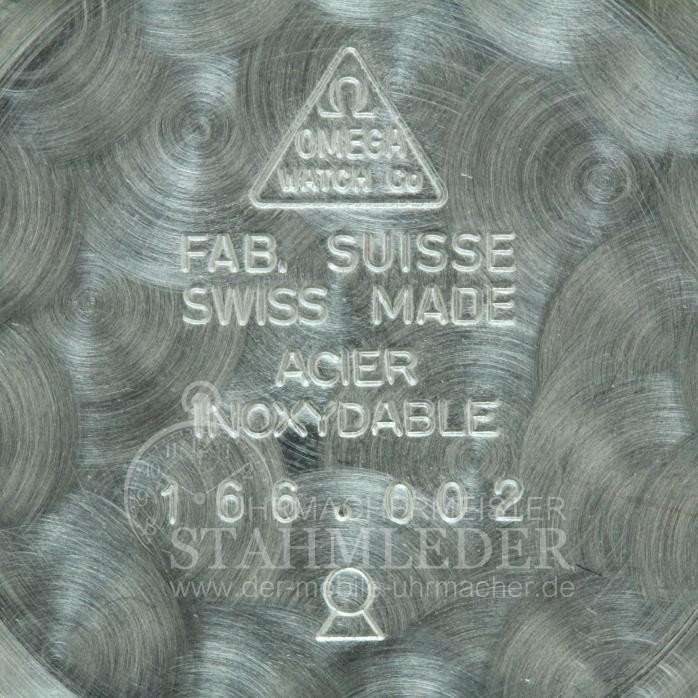 Ω
OMEGA
WATCH Co
FAB. SUISSE
SWISS MADE
ACIER
INOXYDABLE
166.002
UHRMACHERMEISTER
STAHMLEDER
www.der-mobile-uhrmacher.de